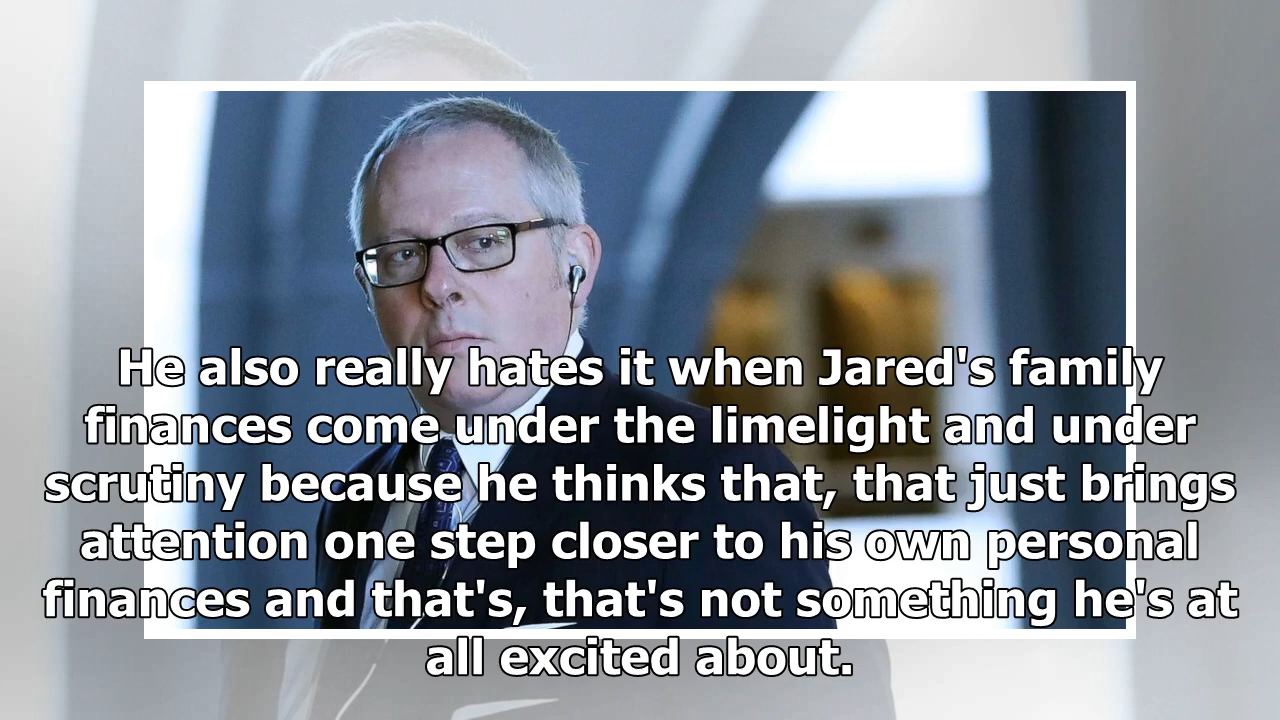 He also really hates it when Jared's family
finances come under the limelight and under
scrutiny because he thinks that, that just brings
attention one step closer to his own personal
finances and that's, that's not something he's at
all excited about.